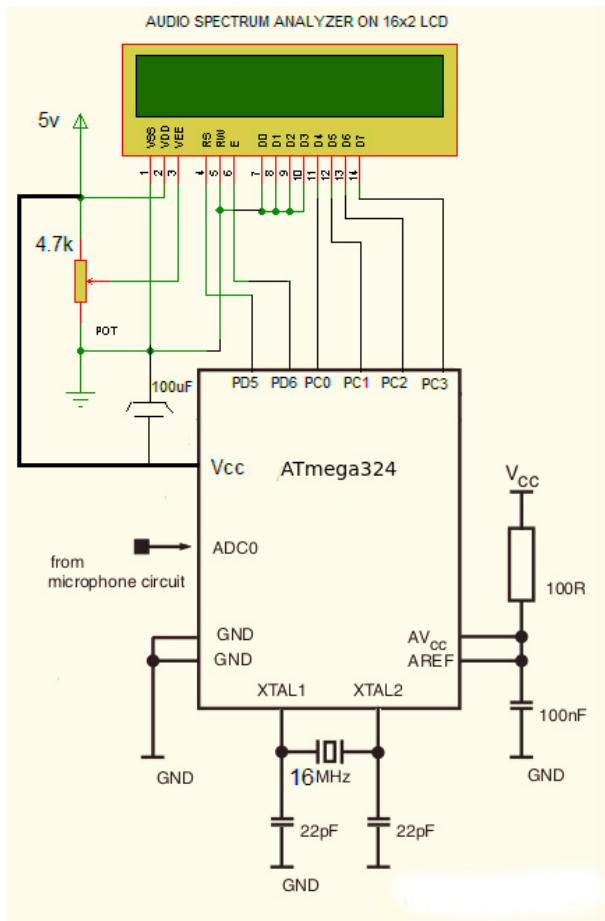 AUDIO SPECTRUM ANALYZER ON 16x2 LCD
5v
VSS VDD VEE RS RW E D0 D1 D2 D3 D4 D5 D6 D7
1 2 3 4 5 6 7 8 9 10 11 12 13 14
4.7k
POT
100uF
PD5 PD6 PC0 PC1 PC2 PC3
Vcc
ATmega324
VCC
ADC0
from
microphone circuit
100R
GND
GND
AVCC
AREF
XTAL1 XTAL2
100nF
GND
16MHz
GND
22pF 22pF
GND